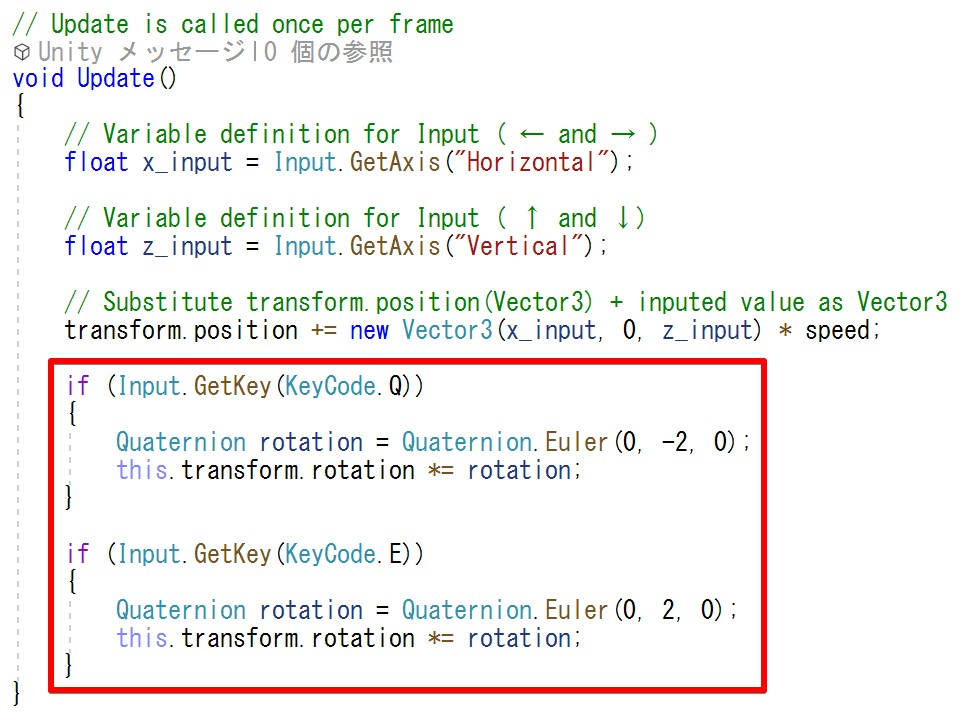 // Update is called once per frame
Unity メッセージ|0 個の参照
void Update()
{
// Variable definition for Input ( ← and → )
float x_input = Input.GetAxis("Horizontal");
// Variable definition for Input ( ↑ and ↓)
float z_input = Input.GetAxis("Vertical");
// Substitute transform.position(Vector3) + inputed value as Vector3
transform.position += new Vector3(x_input, 0, z_input) * speed;
if (Input.GetKey(KeyCode.Q))
{
Quaternion rotation = Quaternion.Euler(0, -2, 0);
this.transform.rotation *= rotation;
}
if (Input.GetKey(KeyCode.E))
{
Quaternion rotation = Quaternion.Euler(0, 2, 0);
this.transform.rotation *= rotation;
}
}